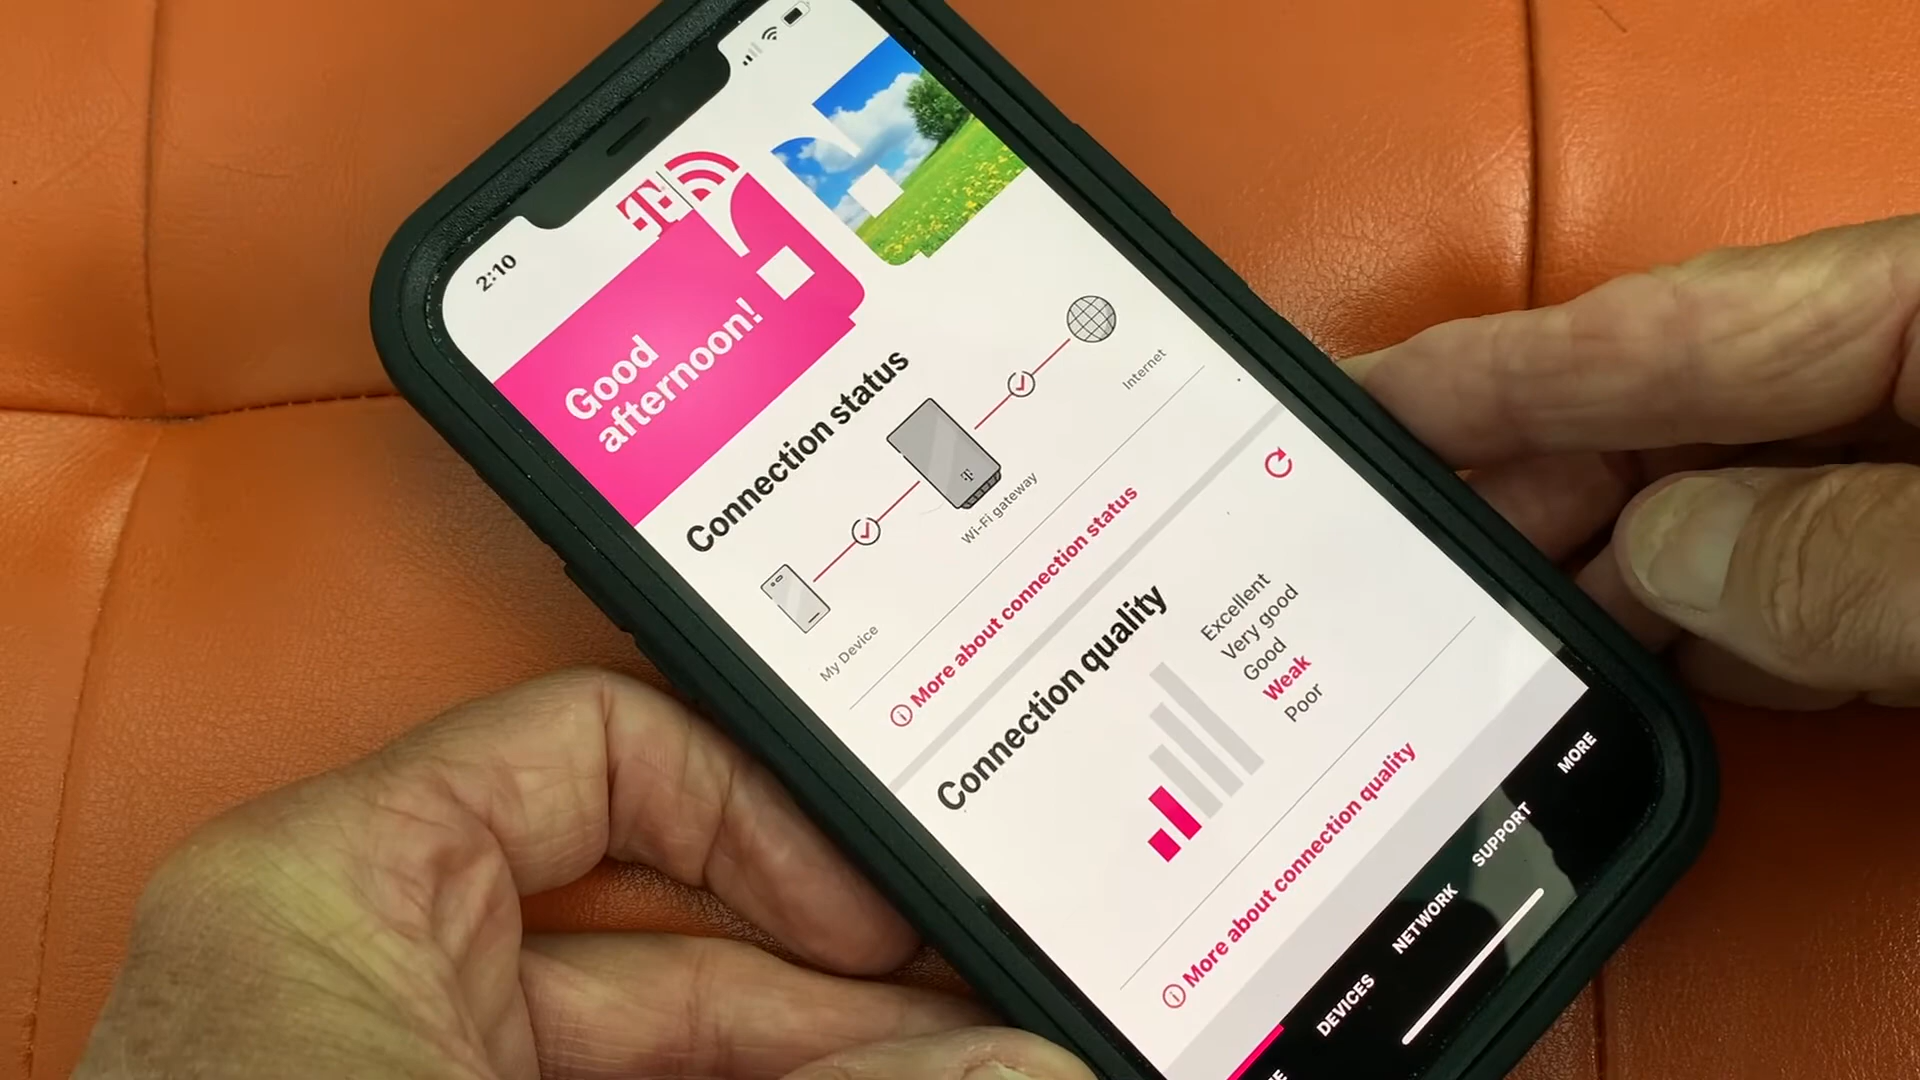 2:10
T
Good
afternoon!
Connection status
My Device
Wi-Fi gateway
T
Internet
More about connection status
Connection quality
Excellent
Very good
Good
Weak
Poor
More about connection quality
DEVICES
NETWORK
SUPPORT
MORE